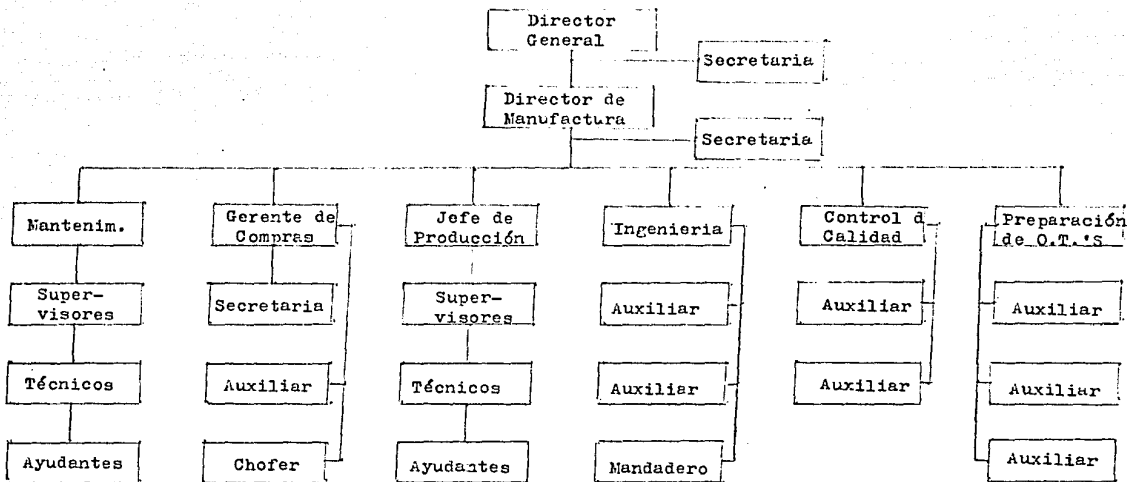 Director
General
Secretaria
Director de
Manufactura
Secretaria
Mantenim.
Gerente de
Compras
Jefe de
Producción
Ingenieria
Control d
Calidad
Preparación
de O.T.'S
Super-
visores
Secretaria
Super-
visores
Auxiliar
Auxiliar
Auxiliar
Técnicos
Auxiliar
Técnicos
Auxiliar
Auxiliar
Auxiliar
Ayudantes
Chofer
Ayudantes
Mandadero
Auxiliar